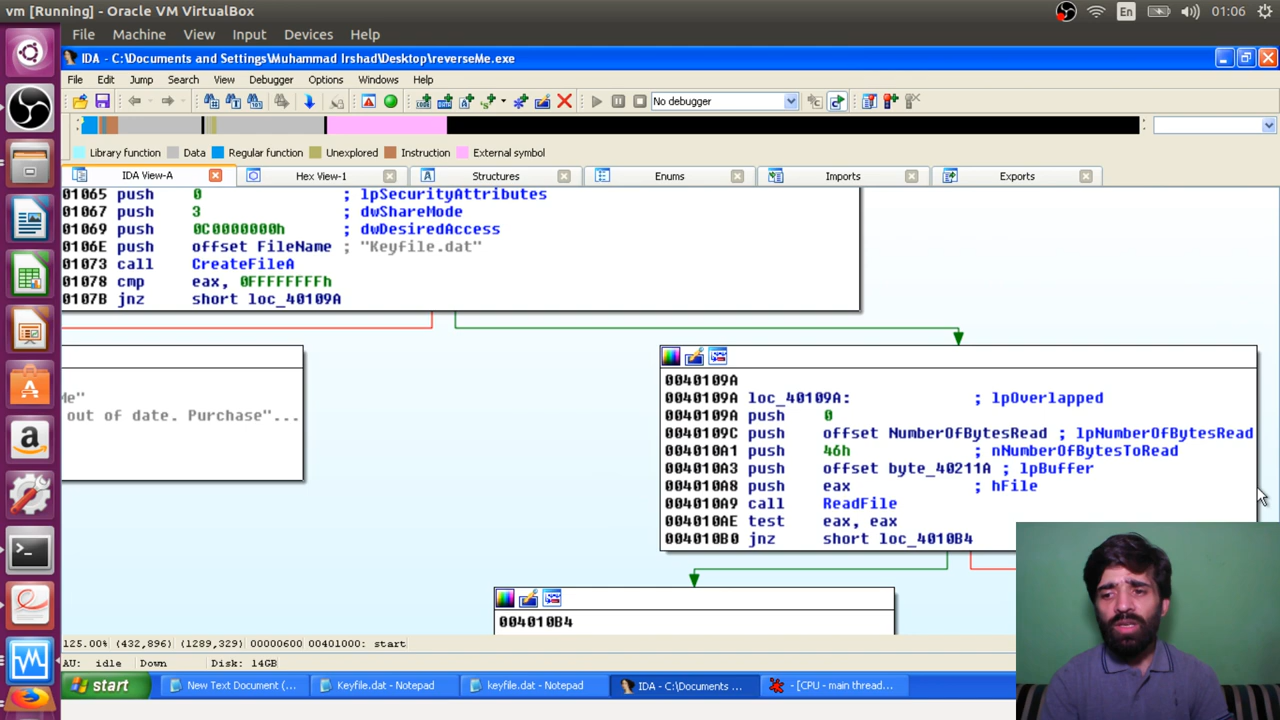 vm [Running] - Oracle VM VirtualBox
En
01:06
File Machine View Input Devices Help
IDA - C:\Documents and Settings\Muhammad Irshad\Desktop\reverseMe.exe
File Edit Jump Search View Debugger Options Windows Help
No debugger
Library function Data Regular function Unexplored Instruction External symbol
IDA View-A Hex View-1 Structures Enums Imports Exports
01065 push 0 ; lpSecurityAttributes
01067 push 3 ; dwShareMode
01069 push 0C0000000h ; dwDesiredAccess
0106E push offset FileName ; "Keyfile.dat"
01073 call CreateFileA
01078 cmp eax, 0FFFFFFFFh
0107B jnz short loc_40109A
Me"
out of date. Purchase"...
0040109A
0040109A loc_40109A: ; lpOverlapped
0040109A push 0
0040109C push offset NumberOfBytesRead ; lpNumberOfBytesRead
004010A1 push 46h ; nNumberOfBytesToRead
004010A3 push offset byte_40211A ; lpBuffer
004010A8 push eax ; hFile
004010A9 call ReadFile
004010AE test eax, eax
004010B0 jnz short loc_4010B4
004010B4
125.00% (432,896) (1289,329) 00000600 00401000: start
AU: idle Down Disk: 14GB
start New Text Document (... Keyfile.dat - Notepad keyfile.dat - Notepad IDA - C:\Documents ... - [CPU - main thread...